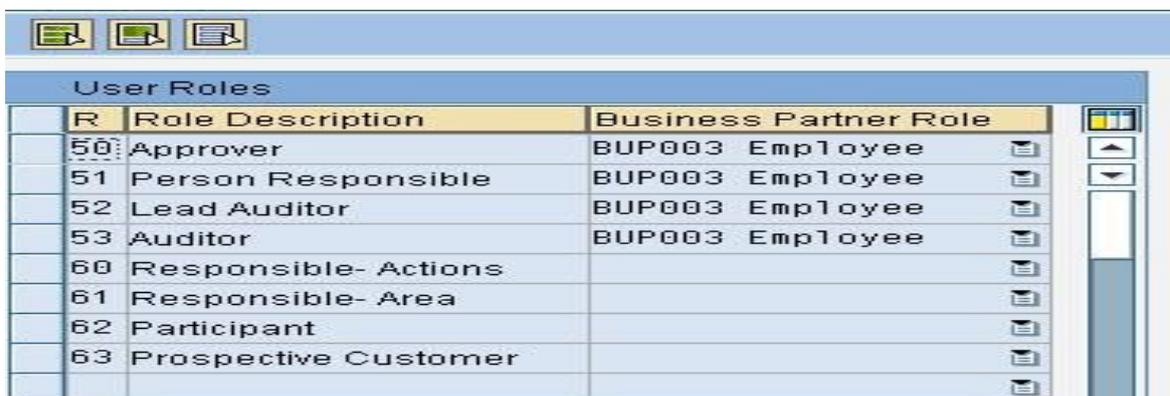 User Roles
R Role Description Business Partner Role
50 Approver BUP003 Employee
51 Person Responsible BUP003 Employee
52 Lead Auditor BUP003 Employee
53 Auditor BUP003 Employee
60 Responsible- Actions
61 Responsible- Area
62 Participant
63 Prospective Customer